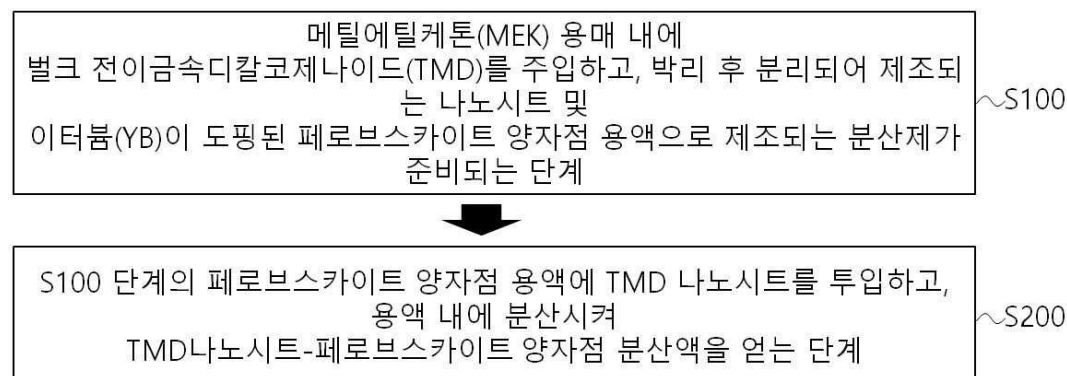 메틸에틸케톤(MEK) 용매 내에
벌크 전이금속디칼코제나이드(TMD)를 주입하고, 박리 후 분리되어 제조되
는 나노시트 및
이터븀(YB)이 도핑된 페로브스카이트 양자점 용액으로 제조되는 분산제가
준비되는 단계
S100
S100 단계의 페로브스카이트 양자점 용액에 TMD 나노시트를 투입하고,
용액 내에 분산시켜
TMD나노시트-페로브스카이트 양자점 분산액을 얻는 단계
S200